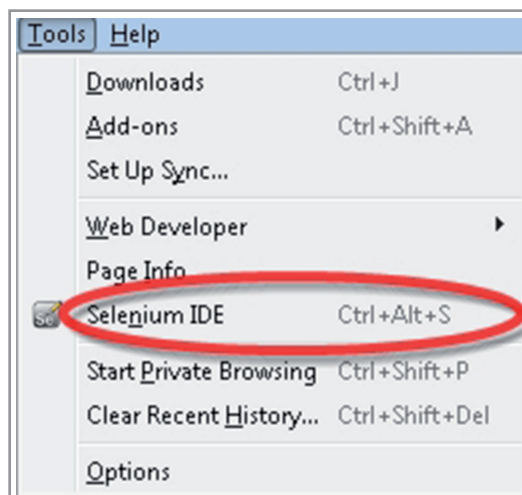 Tools Help
Downloads Ctrl+J
Add-ons Ctrl+Shift+A
Set Up Sync...
Web Developer
Page Info
Selenium IDE Ctrl+Alt+S
Start Private Browsing Ctrl+Shift+P
Clear Recent History... Ctrl+Shift+Del
Options